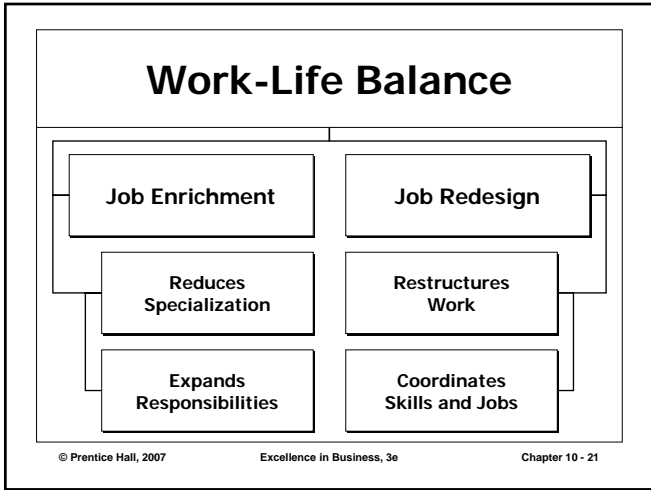 Work-Life Balance
Job Enrichment
Job Redesign
Reduces
Specialization
Restructures
Work
Expands
Responsibilities
Coordinates
Skills and Jobs
© Prentice Hall, 2007 Excellence in Business, 3e Chapter 10 - 21